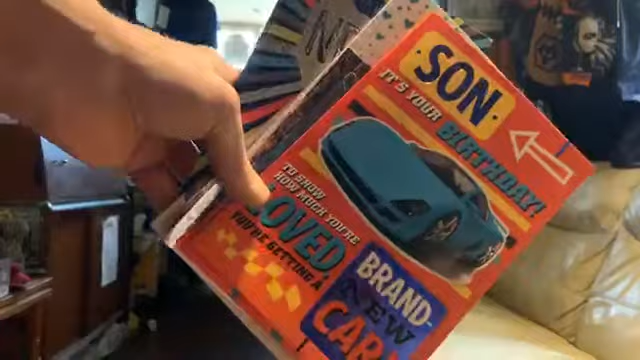 SON
IT'S YOUR
BIRTHDAY!
TO SHOW
HOW MUCH YOU'RE
LOVED
YOU'RE GETTING A
BRAND-
NEW
CAR